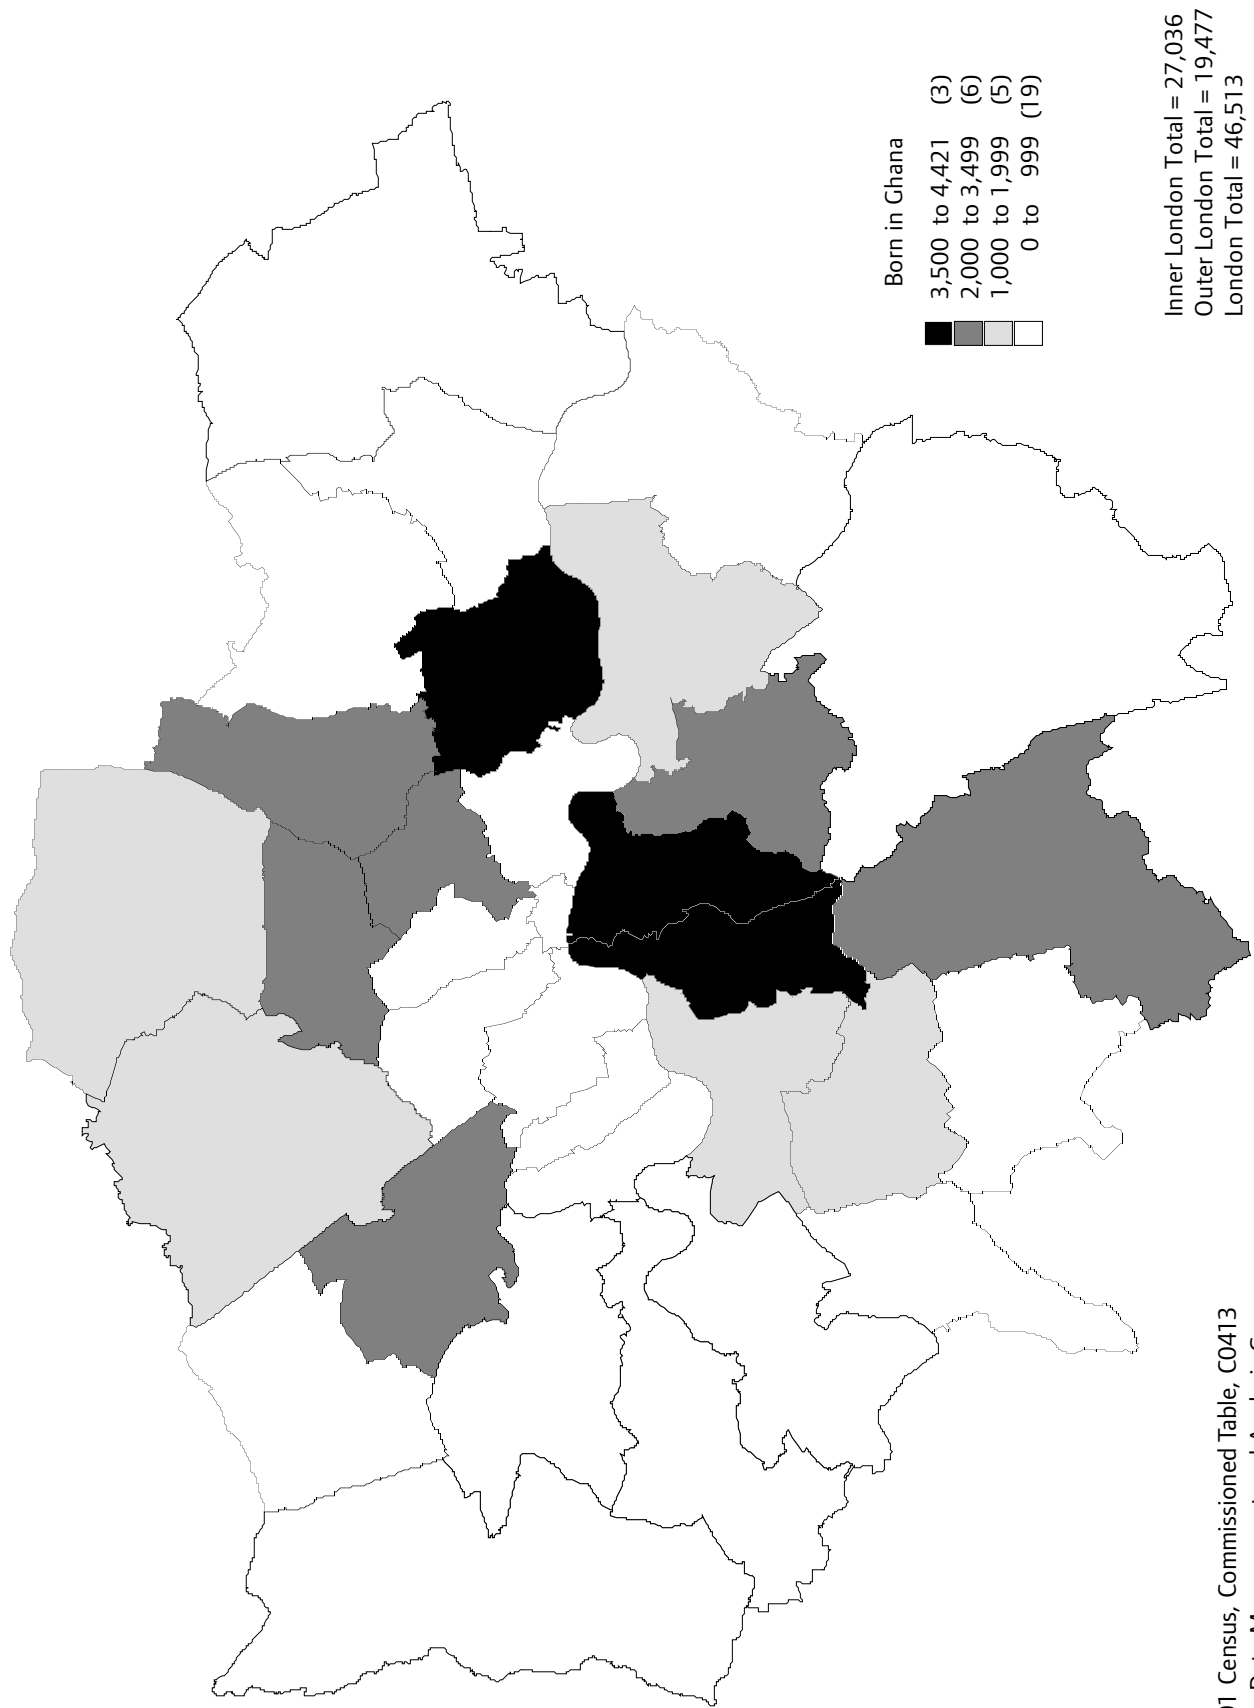 Born in Ghana
3,500 to 4,421 (3)
2,000 to 3,499 (6)
1,000 to 1,999 (5)
0 to 999 (19)
Inner London Total = 27,036
Outer London Total = 19,477
London Total = 46,513
Census, Commissioned Table, C0413